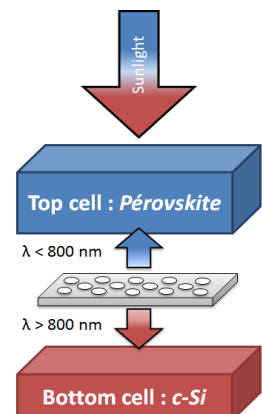 Sunlight
Top cell : Pérovskite
λ < 800 nm
λ > 800 nm
Bottom cell : c-Si